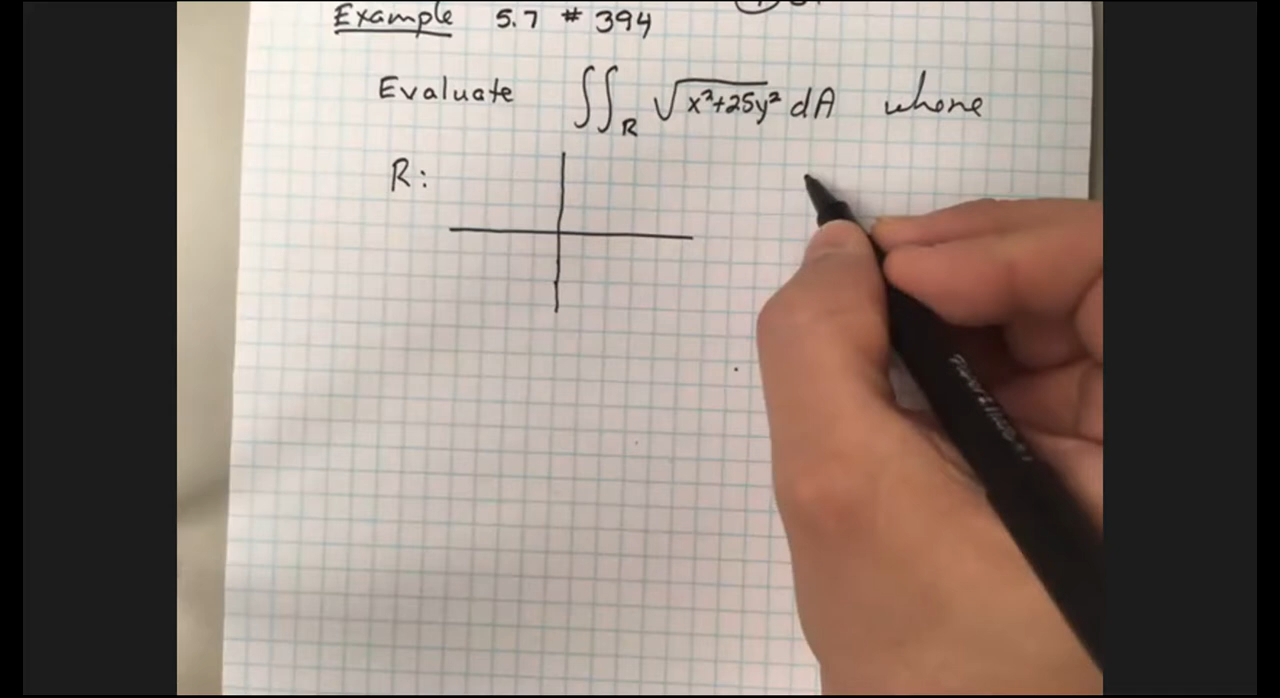 Example 5.7 # 394
Evaluate ∬_R √(x²+25y²) dA where
R: